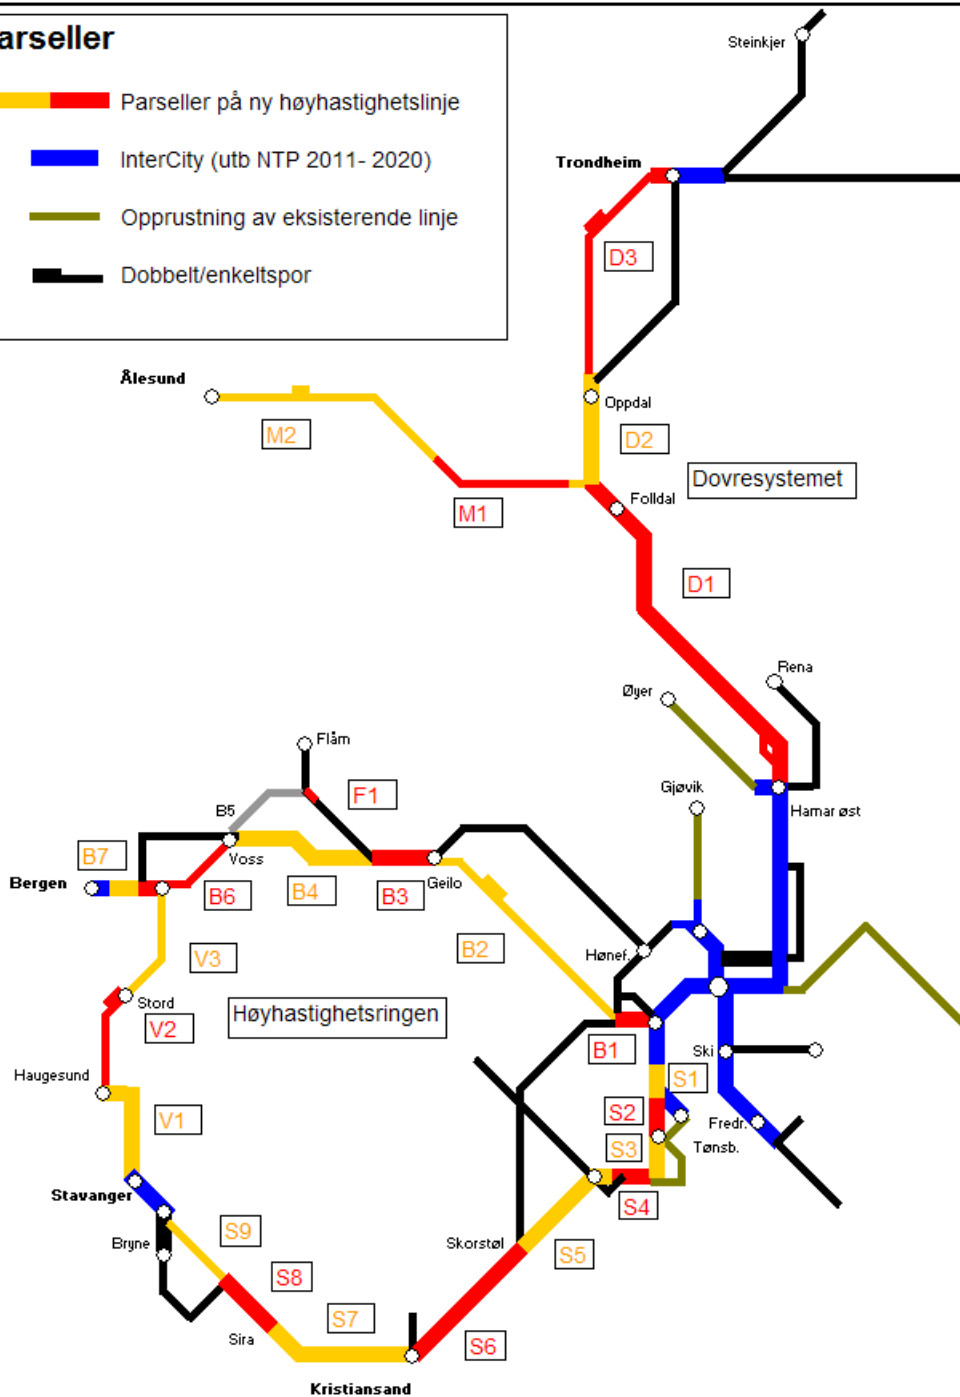 arseller
Parseller på ny høyhastighetslinje
InterCity (utb NTP 2011- 2020)
Opprustning av eksisterende linje
Dobbelt/enkeltspor
Steinkjer
Trondheim
D3
Ålesund
Oppdal
M2
D2
Dovresystemet
Folldal
M1
D1
Rena
Øyer
Flåm
Gjøvik
F1
Hamar øst
B5
B7
Voss
Bergen
B6
B4
B3
Geilo
B2
V3
Hønef.
Stord
Høyhastighetsringen
V2
B1
Ski
Haugesund
S1
V1
S2
Fredr.
S3
Tønsb.
Stavanger
S4
S9
Bryne
Skorstøl
S5
S8
S7
Sira
S6
Kristiansand